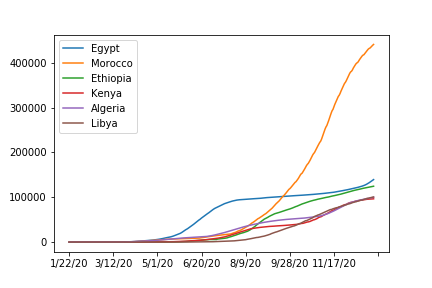 Egypt
Morocco
Ethiopia
Kenya
Algeria
Libya
400000
300000
200000
100000
0
1/22/20 3/12/20 5/1/20 6/20/20 8/9/20 9/28/20 11/17/20